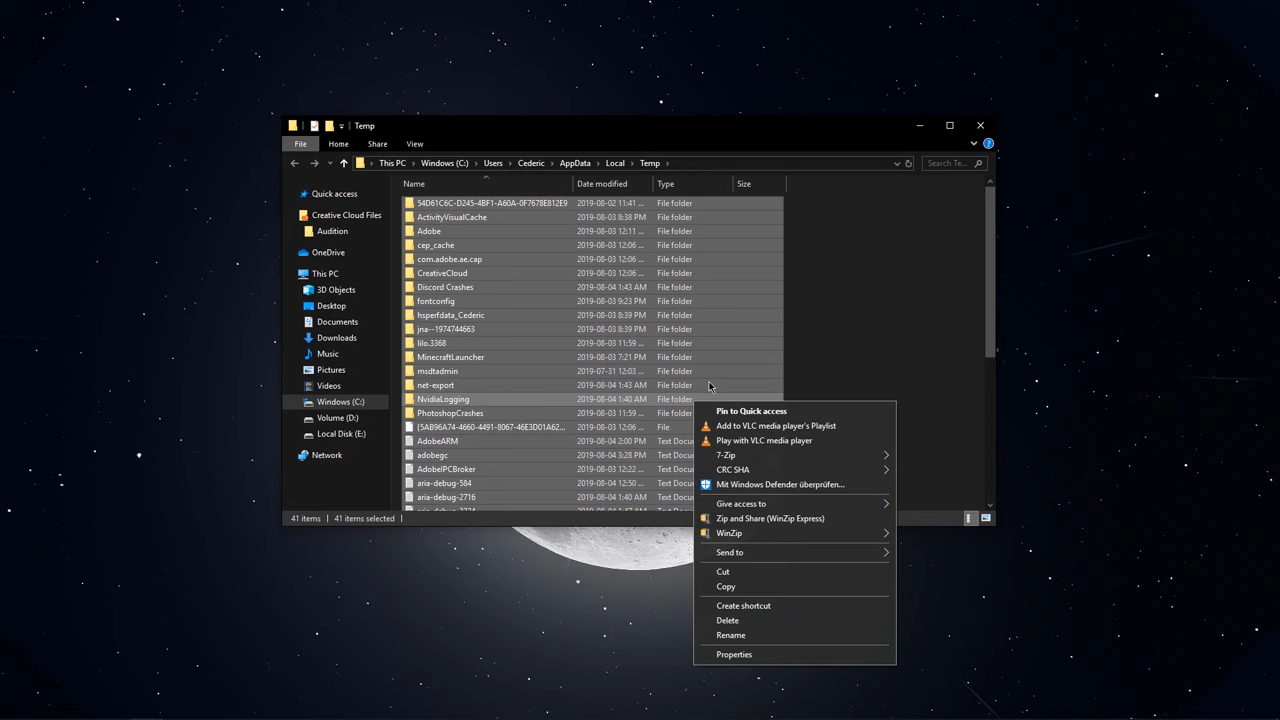 Temp
File Home Share View
This PC Windows (C:) Users Cederic AppData Local Temp
Search Te...
Name Date modified Type Size
Quick access
Creative Cloud Files
Audition
OneDrive
This PC
3D Objects
Desktop
Documents
Downloads
Music
Pictures
Videos
Windows (C:)
Volume (D:)
Local Disk (E:)
Network
54D61C6C-D245-4BF1-A60A-0F7678E812E9 2019-08-02 11:41 ... File folder
ActivityVisualCache 2019-08-03 8:38 PM File folder
Adobe 2019-08-03 12:11 ... File folder
cep_cache 2019-08-03 12:06 ... File folder
com.adobe.ae.cap 2019-08-03 12:06 ... File folder
CreativeCloud 2019-08-03 12:06 ... File folder
Discord Crashes 2019-08-04 1:43 AM File folder
fontconfig 2019-08-03 9:23 PM File folder
hsperfdata_Cederic 2019-08-03 8:39 PM File folder
jna--1974744663 2019-08-03 8:39 PM File folder
lilo.3368 2019-08-03 11:59 ... File folder
MinecraftLauncher 2019-08-03 7:21 PM File folder
msdtadmin 2019-07-31 12:03 ... File folder
net-export 2019-08-04 1:43 AM File folder
NvidiaLogging 2019-08-04 1:40 AM File folder
PhotoshopCrashes 2019-08-03 11:59 ... File folder
{5AB96A74-4660-4491-8067-46E3D01A62... 2019-08-03 12:06 ... File
AdobeARM 2019-08-04 2:00 PM Text Docu
adobegc 2019-08-04 3:28 PM Text Docu
AdobeIPCBroker 2019-08-03 12:22 ... Text Docu
aria-debug-584 2019-08-04 12:50 ... Text Docu
aria-debug-2716 2019-08-04 1:40 AM Text Docu
41 items 41 items selected
Pin to Quick access
Add to VLC media player's Playlist
Play with VLC media player
7-Zip
CRC SHA
Mit Windows Defender überprüfen...
Give access to
Zip and Share (WinZip Express)
WinZip
Send to
Cut
Copy
Create shortcut
Delete
Rename
Properties